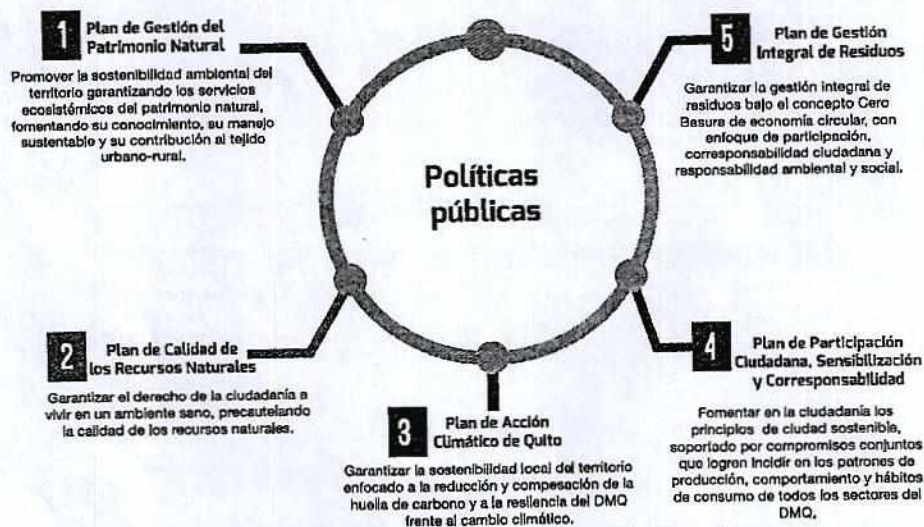 Políticas
públicas
1
Plan de Gestión del
Patrimonio Natural
Promover la sostenibilidad ambiental del
territorio garantizando los servicios
ecosistémicos del patrimonio natural,
fomentando su conocimiento, su manejo
sustentable y su contribución al tejido
urbano-rural.
2
Plan de Calidad de
los Recursos Naturales
Garantizar el derecho de la ciudadanía a
vivir en un ambiente sano, precautelando
la calidad de los recursos naturales.
3
Plan de Acción
Climático de Quito
Garantizar la sostenibilidad local del territorio
enfocado a la reducción y compesación de la
huella de carbono y a la resiliencia del DMQ
frente al cambio climático.
4
Plan de Participación
Ciudadana, Sensibilización
y Corresponsabilidad
Fomentar en la ciudadanía los
principios de ciudad sostenible,
soportado por compromisos conjuntos
que logren incidir en los patrones de
producción, comportamiento y hábitos
de consumo de todos los sectores del
DMQ.
5
Plan de Gestión
Integral de Residuos
Garantizar la gestión integral de
residuos bajo el concepto Cero
Basura de economía circular, con
enfoque de participación,
corresponsabilidad ciudadana y
responsabilidad ambiental y social.